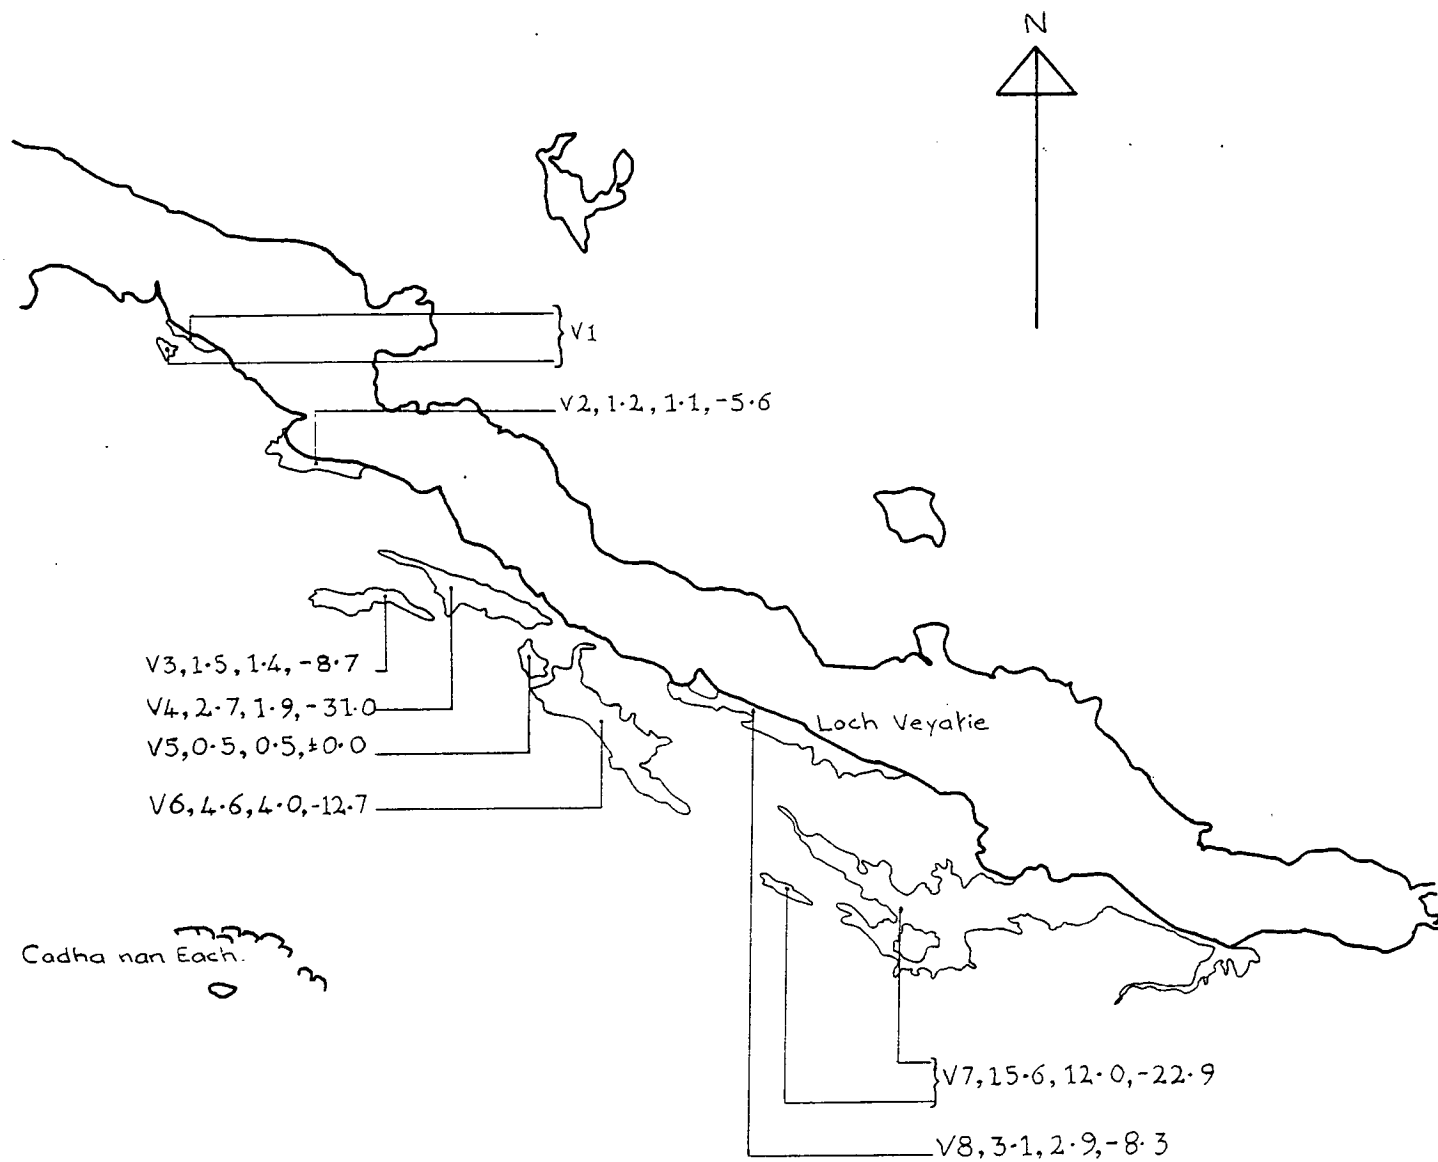 N
V1
V2, 1·2, 1·1, -5·6
V3, 1·5, 1·4, -8·7
V4, 2·7, 1·9, -31·0
V5, 0·5, 0·5, ±0·0
V6, 4·6, 4·0, -12·7
Loch Veyatie
Cadha nan Each.
V7, 15·6, 12·0, -22·9
V8, 3·1, 2·9, -8·3